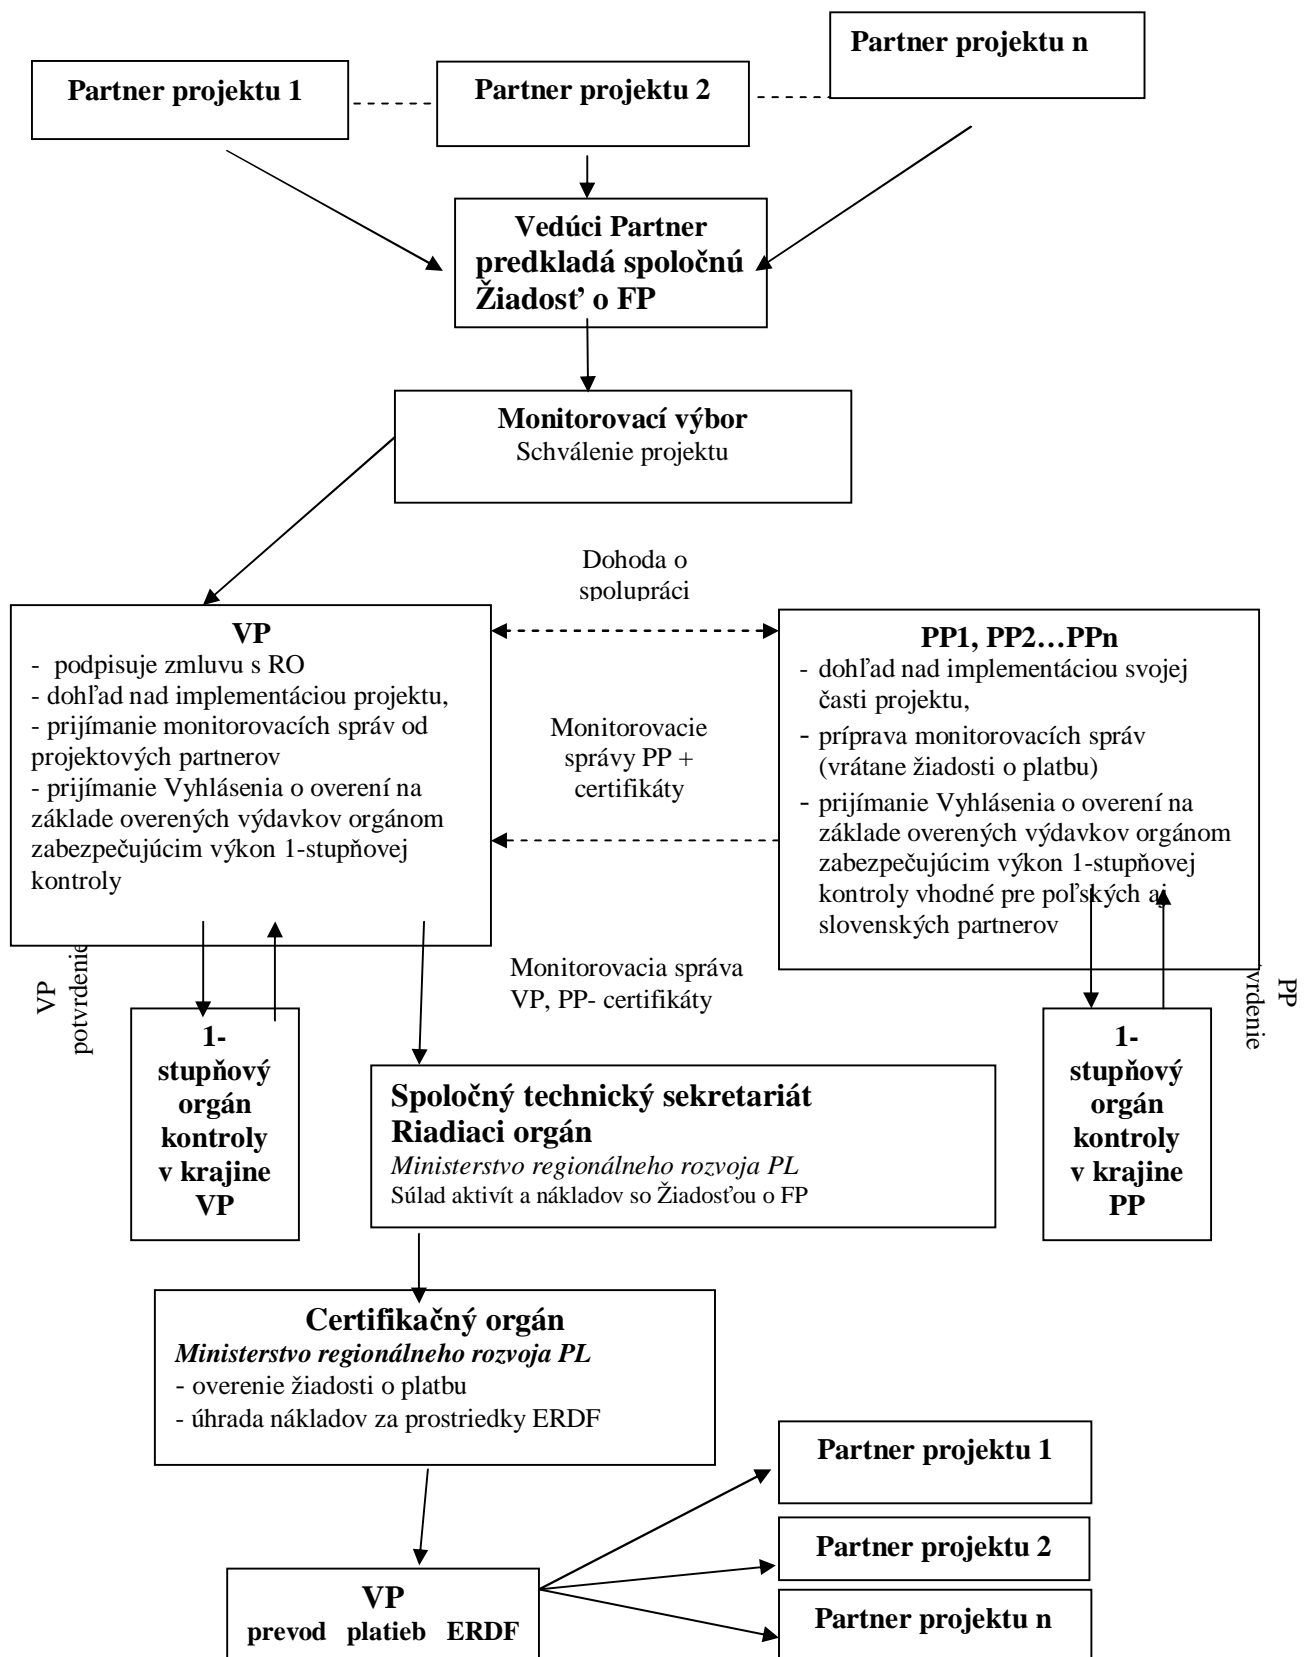 Partner projektu 1
Partner projektu 2
Partner projektu n
Vedúci Partner
predkladá spoločnú
Žiadosť o FP
Monitorovací výbor
Schválenie projektu
Dohoda o
spolupráci
VP
- podpisuje zmluvu s RO
- dohľad nad implementáciou projektu,
- prijímanie monitorovacích správ od
projektových partnerov
- prijímanie Vyhlásenia o overení na
základe overených výdavkov orgánom
zabezpečujúcim výkon 1-stupňovej
kontroly
Monitorovacie
správy PP +
certifikáty
PP1, PP2…PPn
- dohľad nad implementáciou svojej
časti projektu,
- príprava monitorovacích správ
(vrátane žiadosti o platbu)
- prijímanie Vyhlásenia o overení na
základe overených výdavkov orgánom
zabezpečujúcim výkon 1-stupňovej
kontroly vhodné pre poľských aj
slovenských partnerov
VP
potvrdenie
Monitorovacia správa
VP, PP- certifikáty
PP
vrdenie
1-
stupňový
orgán
kontroly
v krajine
VP
Spoločný technický sekretariát
Riadiaci orgán
Ministerstvo regionálneho rozvoja PL
Súlad aktivít a nákladov so Žiadosťou o FP
1-
stupňový
orgán
kontroly
v krajine
PP
Certifikačný orgán
Ministerstvo regionálneho rozvoja PL
- overenie žiadosti o platbu
- úhrada nákladov za prostriedky ERDF
Partner projektu 1
Partner projektu 2
Partner projektu n
VP
prevod platieb ERDF